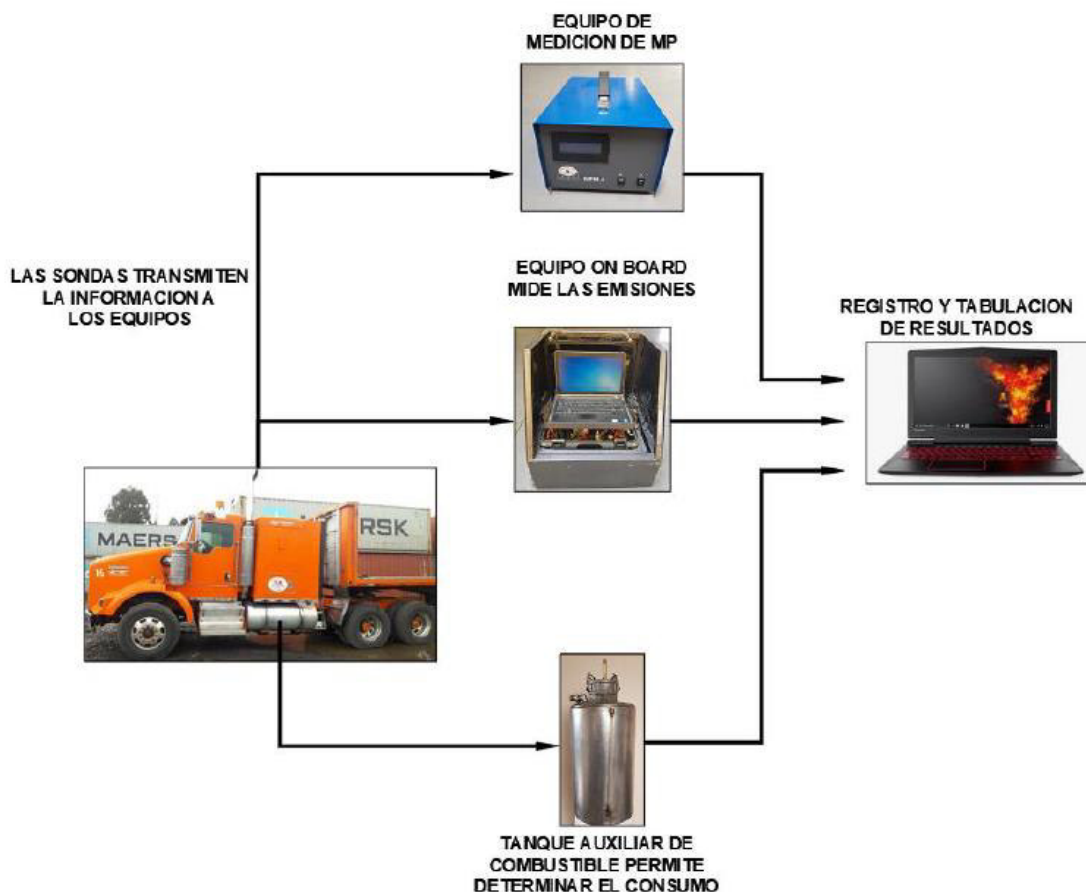 EQUIPO DE
MEDICION DE MP
LAS SONDAS TRANSMITEN
LA INFORMACION A
LOS EQUIPOS
EQUIPO ON BOARD
MIDE LAS EMISIONES
REGISTRO Y TABULACION
DE RESULTADOS
MAERS
RSK
16
TANQUE AUXILIAR DE
COMBUSTIBLE PERMITE
DETERMINAR EL CONSUMO